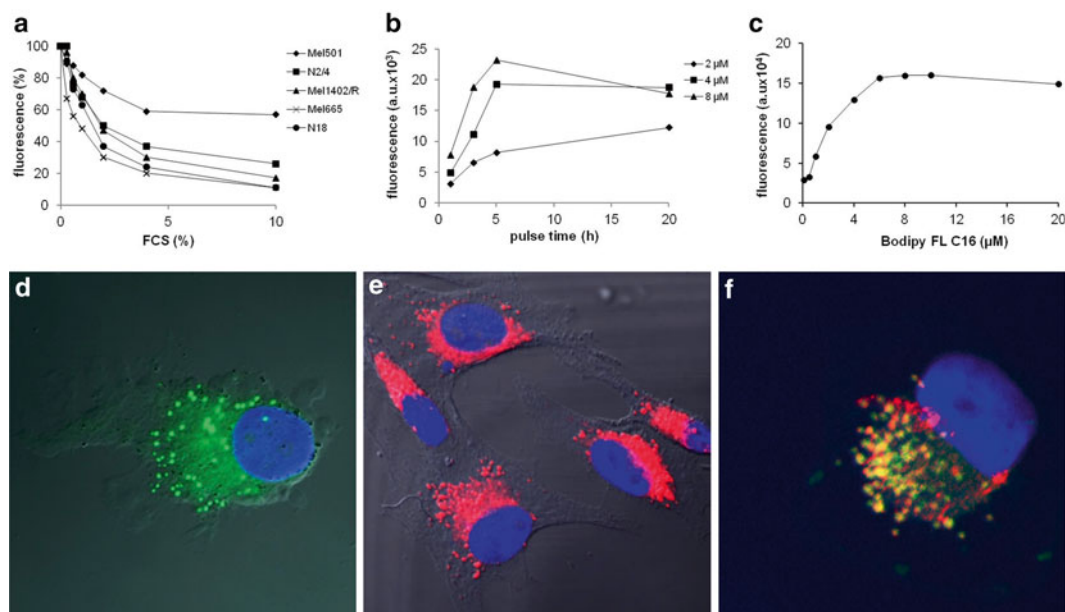 a
fluorescence (%)
100
80
60
40
20
0
0
5
10
FCS (%)
Mel501
N2/4
Mel1402/R
Mel665
N18
b
fluorescence (a.u.x10³)
25
20
15
10
5
0
0
5
10
15
20
pulse time (h)
2 µM
4 µM
8 µM
c
fluorescence (a.ux10⁴)
20
15
10
5
0
0
4
8
12
16
20
Bodipy FL C16 (µM)
d
e
f